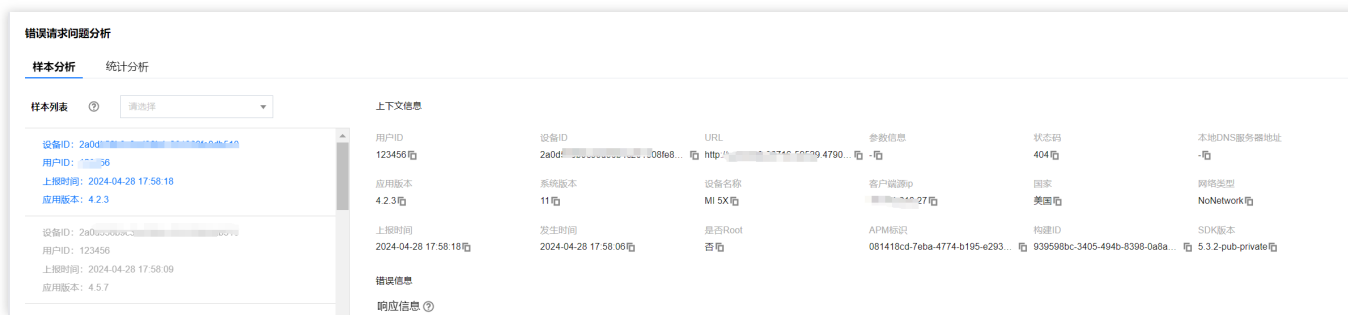 错误请求问题分析
样本分析 统计分析
样本列表 请选择
设备ID:
用户ID: 56
上报时间: 2024-04-28 17:58:18
应用版本: 4.2.3
设备ID:
用户ID: 123456
上报时间: 2024-04-28 17:58:09
应用版本: 4.5.7
上下文信息
用户ID 设备ID URL 参数信息 状态码 本地DNS服务器地址
123456 http:// - 404 -
应用版本 系统版本 设备名称 客户端源ip 国家 网络类型
4.2.3 11 MI 5X 27 美国 NoNetwork
上报时间 发生时间 是否Root APM标识 构建ID SDK版本
2024-04-28 17:58:18 2024-04-28 17:58:06 否 081418cd-7eba-4774-b195-e293... 939598bc-3405-494b-8398-0a8a... 5.3.2-pub-private
错误信息
响应信息